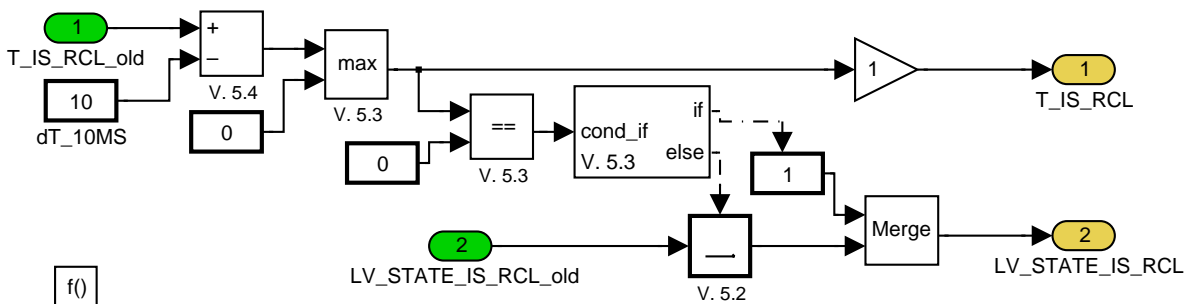 1
T_IS_RCL_old
+
−
V. 5.4
10
dT_10MS
0
max
V. 5.3
1
1
T_IS_RCL
0
==
V. 5.3
cond_if
if
else
V. 5.3
1
2
LV_STATE_IS_RCL_old
V. 5.2
Merge
2
LV_STATE_IS_RCL
f()